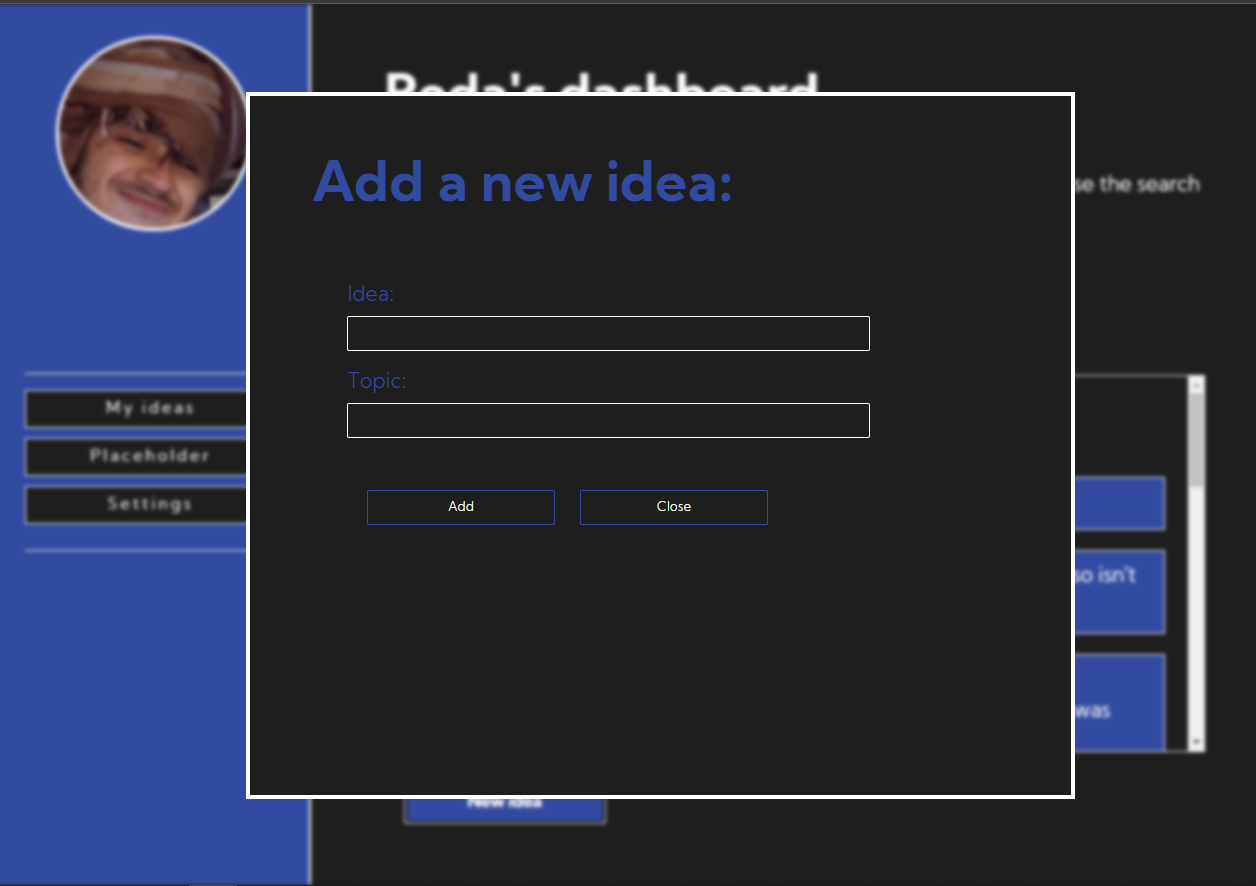 Reda's dashboard
se the search
Add a new idea:
Idea:
Topic:
My ideas
Placeholder
Settings
Add
Close
so isn't
was
New idea